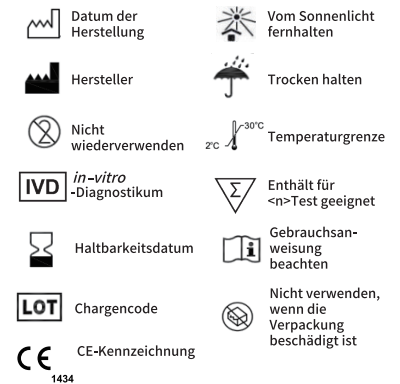 Datum der
Herstellung
Vom Sonnenlicht
fernhalten
Hersteller
Trocken halten
2
Nicht
wiederverwenden
2°C
30°C
Temperaturgrenze
IVD
in-vitro
-Diagnostikum
Σ
Enthält für
<n>Test geeignet
Haltbarkeitsdatum
i
Gebrauchsan-
weisung
beachten
LOT
Chargencode
Nicht verwenden,
wenn die
Verpackung
beschädigt ist
CE
1434
CE-Kennzeichnung